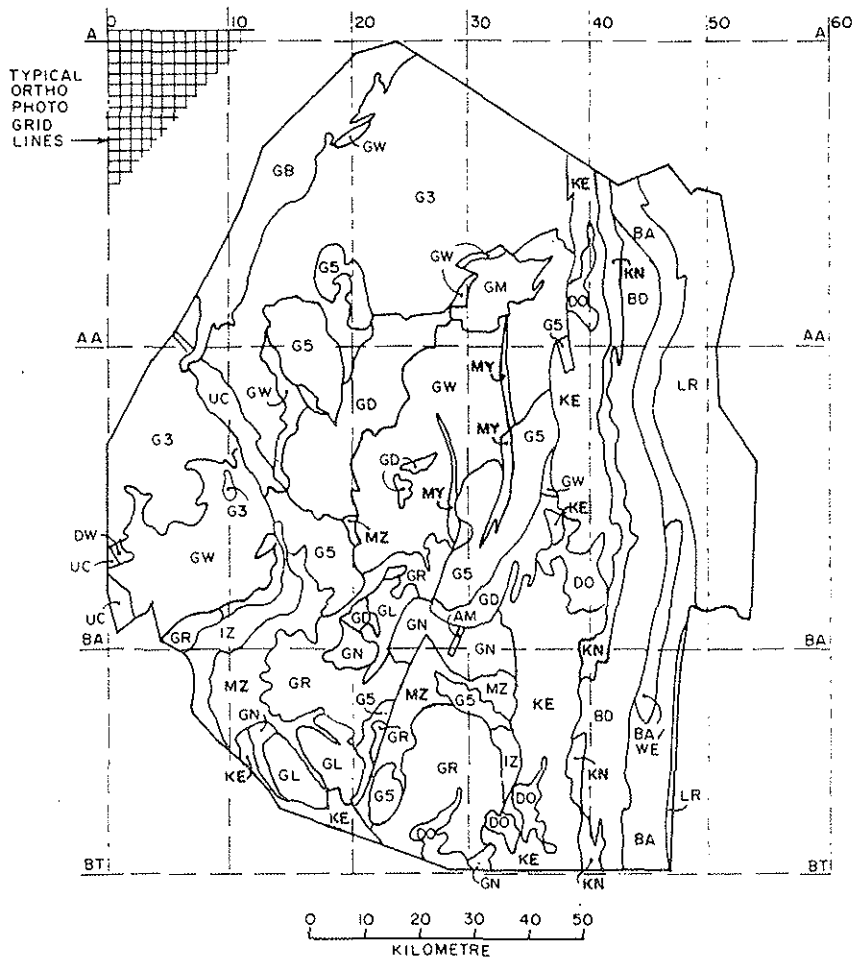 0 10 20 30 40 50 60
A A
TYPICAL
ORTHO
PHOTO
GRID
LINES
GW
GB
KE
G3
BA
GW
G5
KN
GM
BD
DO
G5
G5
AA AA
MY
UC GW GD GW KE LR
G3
MY G5
GD
GW
G3 MY
KE
DW MZ
GW G5
UC GR G5 DO
UC GL GD
GD AM
BA GR IZ GN GN KN BA
GN
MZ GR MZ MZ KE
G5 G5 BD
GN GR BA/
WE
IZ
GL GL GR KN
KE G5 DO LR
KE DO
DO BA
KE
BT GN KN BT
0 10 20 30 40 50
KILOMETRE